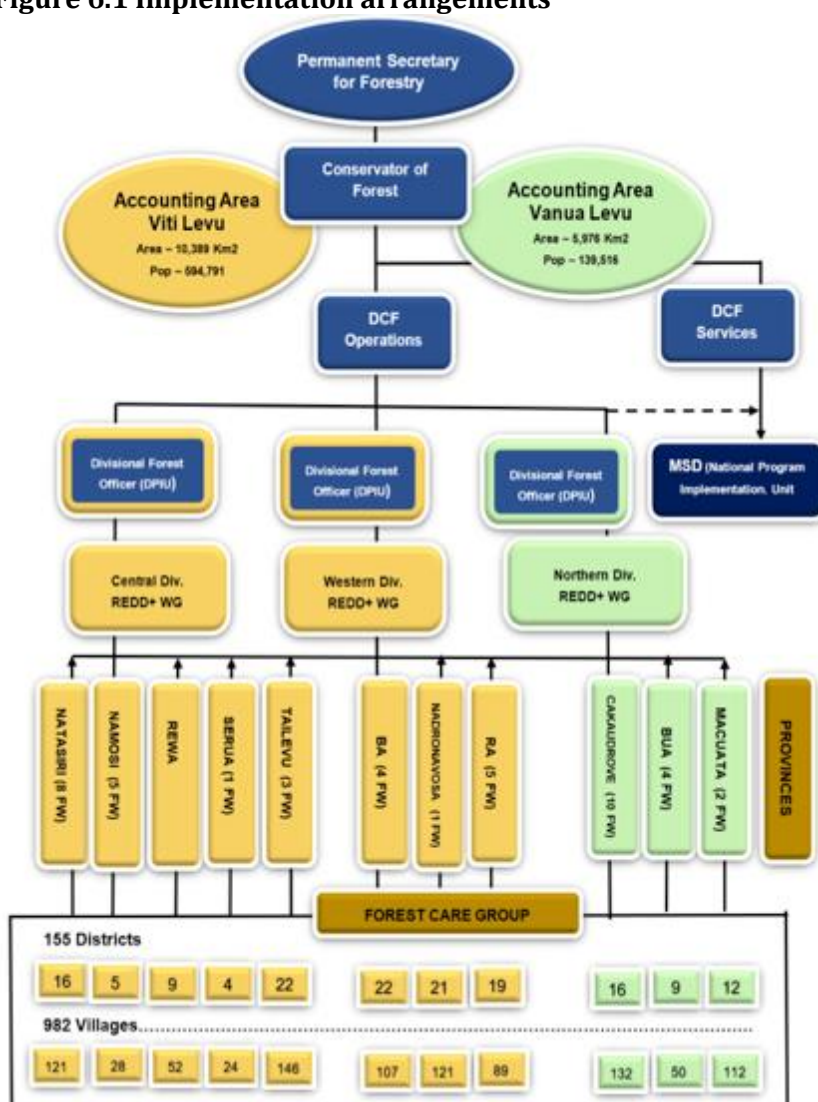 Figure 6.1 Implementation arrangements
Permanent Secretary
for Forestry
Conservator of
Forest
Accounting Area
Viti Levu
Area – 10,389 Km2
Pop – 594,791
Accounting Area
Vanua Levu
Area – 5,976 Km2
Pop – 139,516
DCF
Operations
DCF
Services
Divisional Forest
Officer (DPIU)
Divisional Forest
Officer (DPIU)
Divisional Forest
Officer (DPIU)
MSD (National Program
Implementation. Unit
Central Div.
REDD+ WG
Western Div.
REDD+ WG
Northern Div.
REDD+ WG
NATASIRI (8 FW)
NAMOSI (5 FW)
REWA
SERUA (1 FW)
TAILEVU (3 FW)
BA (4 FW)
NADRONAVOSA (1 FW)
RA (5 FW)
CAKAUDROVE (10 FW)
BUA (4 FW)
MACUATA (2 FW)
PROVINCES
FOREST CARE GROUP
155 Districts
16 5 9 4 22 22 21 19 16 9 12
982 Villages
121 28 52 24 146 107 121 89 132 50 112